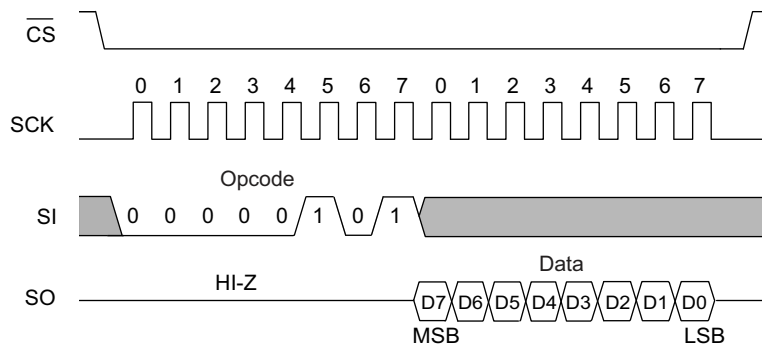 CS
0 1 2 3 4 5 6 7 0 1 2 3 4 5 6 7
SCK
Opcode
SI 0 0 0 0 0 1 0 1
Data
HI-Z
SO D7 D6 D5 D4 D3 D2 D1 D0
MSB LSB